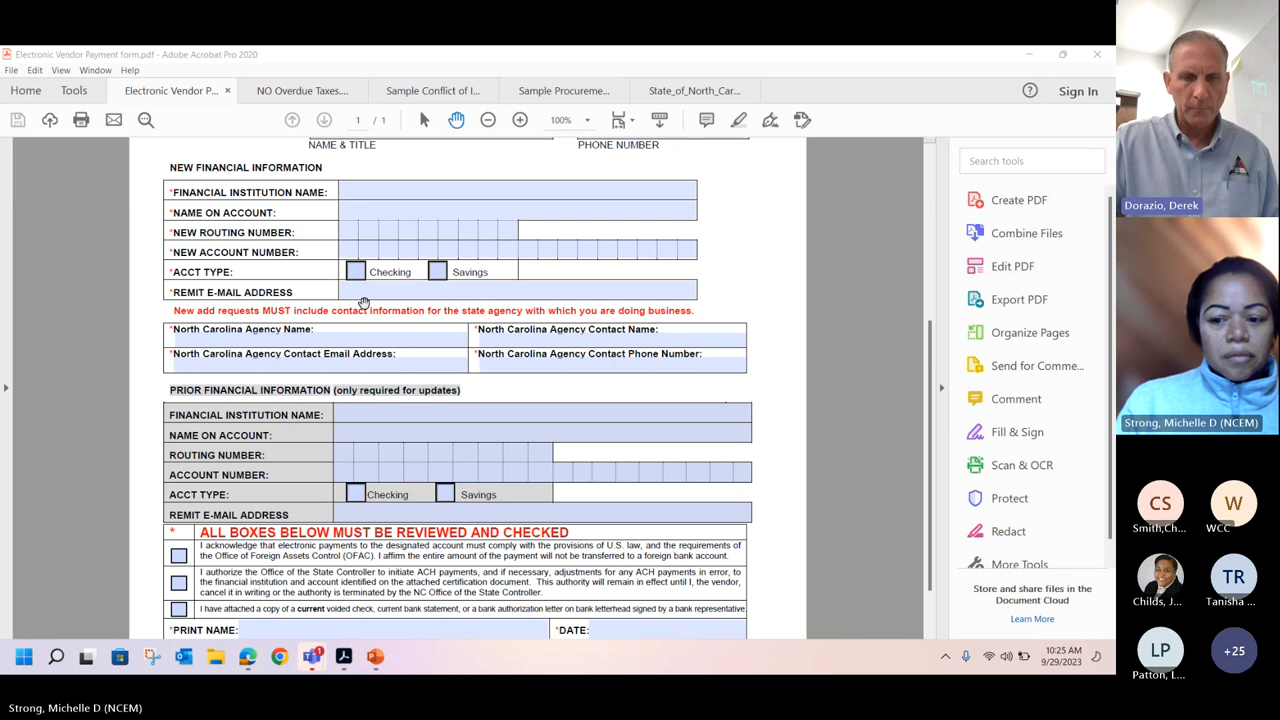 Electronic Vendor Payment form.pdf - Adobe Acrobat Pro 2020
File Edit View Window Help
Home Tools Electronic Vendor P... × NO Overdue Taxes.... Sample Conflict of I... Sample Procureme... State_of_North_Car... Sign In
1 / 1 100%
NAME & TITLE PHONE NUMBER
NEW FINANCIAL INFORMATION
*FINANCIAL INSTITUTION NAME:
*NAME ON ACCOUNT:
*NEW ROUTING NUMBER:
*NEW ACCOUNT NUMBER:
*ACCT TYPE: Checking Savings
*REMIT E-MAIL ADDRESS
New add requests MUST include contact information for the state agency with which you are doing business.
*North Carolina Agency Name: *North Carolina Agency Contact Name:
*North Carolina Agency Contact Email Address: *North Carolina Agency Contact Phone Number:
PRIOR FINANCIAL INFORMATION (only required for updates)
FINANCIAL INSTITUTION NAME:
NAME ON ACCOUNT:
ROUTING NUMBER:
ACCOUNT NUMBER:
ACCT TYPE: Checking Savings
REMIT E-MAIL ADDRESS
* ALL BOXES BELOW MUST BE REVIEWED AND CHECKED
I acknowledge that electronic payments to the designated account must comply with the provisions of U.S. law, and the requirements of
the Office of Foreign Assets Control (OFAC). I affirm the entire amount of the payment will not be transferred to a foreign bank account.
I authorize the Office of the State Controller to initiate ACH payments, and if necessary, adjustments for any ACH payments in error, to
the financial institution and account identified on the attached certification document. This authority will remain in effect until I, the vendor,
cancel it in writing or the authority is terminated by the NC Office of the State Controller.
I have attached a copy of a current voided check, current bank statement, or a bank authorization letter on bank letterhead signed by a bank representative.
*PRINT NAME: *DATE:
Search tools
Create PDF
Combine Files
Edit PDF
Export PDF
Organize Pages
Send for Comme...
Comment
Fill & Sign
Scan & OCR
Protect
Redact
More Tools
Store and share files in the
Document Cloud
Learn More
10:25 AM
9/29/2023
Dorazio, Derek
Strong, Michelle D (NCEM)
CS W
Smith,Ch... WCC
TR
Childs, J... Tanisha ...
LP +25
Patton, L...
Strong, Michelle D (NCEM)